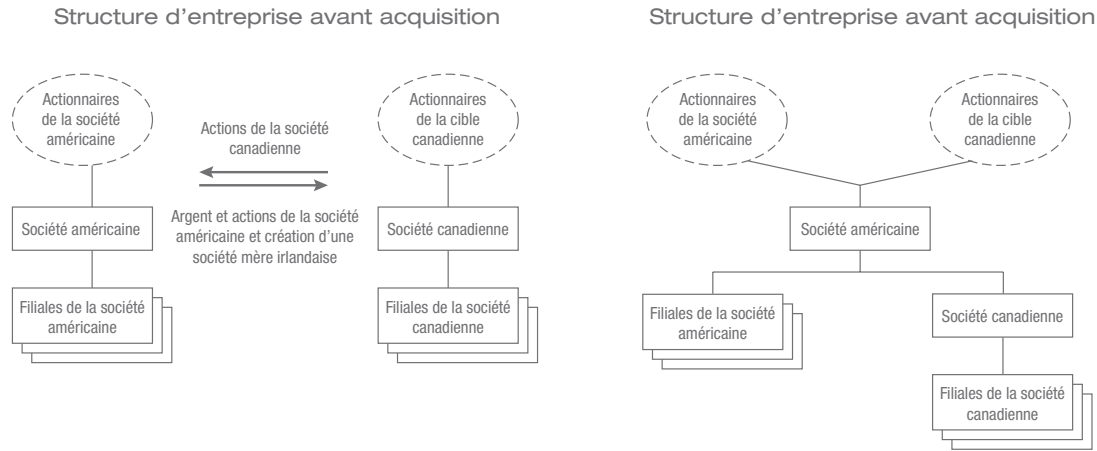 Structure d’entreprise avant acquisition
Actionnaires
de la société
américaine
Actions de la société
canadienne
Argent et actions de la société
américaine et création d’une
société mère irlandaise
Actionnaires
de la cible
canadienne
Société américaine
Société canadienne
Filiales de la société
américaine
Filiales de la société
canadienne
Structure d’entreprise avant acquisition
Actionnaires
de la société
américaine
Actionnaires
de la cible
canadienne
Société américaine
Filiales de la société
américaine
Société canadienne
Filiales de la société
canadienne